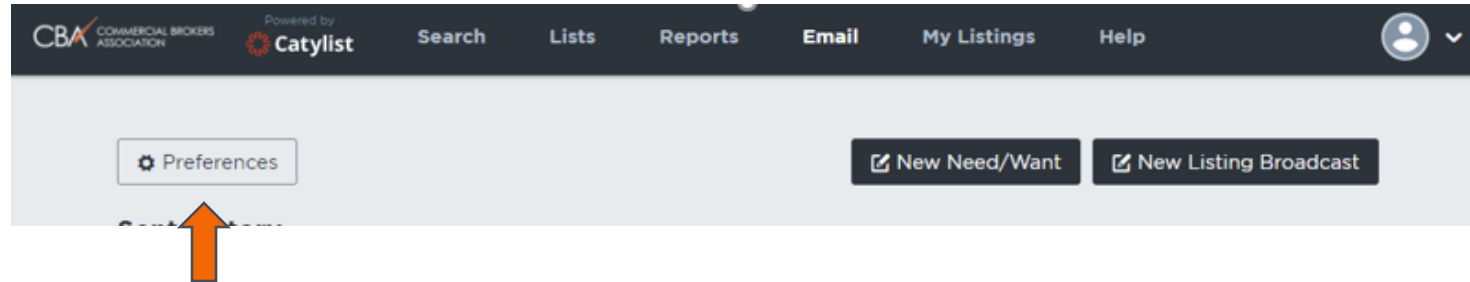 CBA COMMERCIAL BROKERS ASSOCIATION
Powered by
Catylist
Search Lists Reports Email My Listings Help
Preferences
New Need/Want New Listing Broadcast